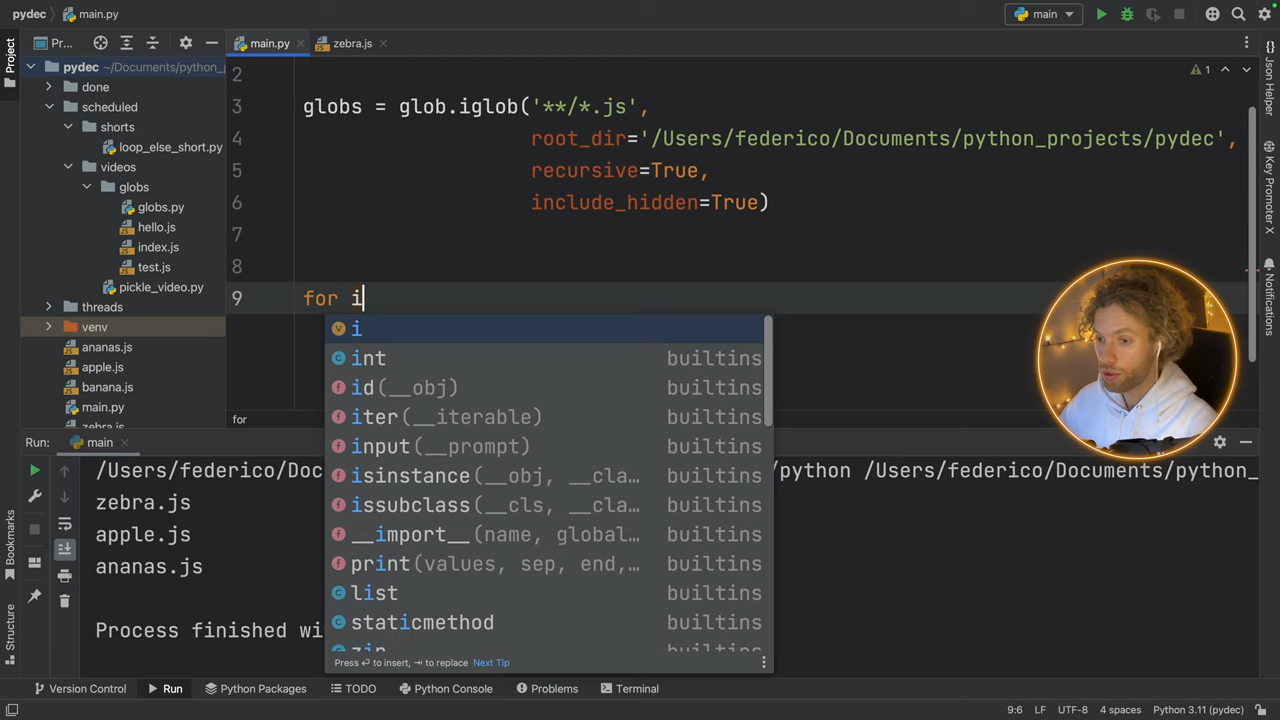 pydec
main.py
main
Project
Pr...
main.py
zebra.js
1
Json Helper
Key Promoter X
Notifications
pydec ~/Documents/python_
done
scheduled
shorts
loop_else_short.py
videos
globs
globs.py
hello.js
index.js
test.js
pickle_video.py
threads
venv
ananas.js
apple.js
banana.js
main.py
zebra.js
2
3 globs = glob.iglob('**/*.js',
4 root_dir='/Users/federico/Documents/python_projects/pydec',
5 recursive=True,
6 include_hidden=True)
7
8
9 for i
i
int builtins
id(__obj) builtins
iter(__iterable) builtins
input(__prompt) builtins
isinstance(__obj, __cla... builtins
issubclass(__cls, __cla... builtins
__import__(name, global... builtins
print(values, sep, end,... builtins
list builtins
staticmethod builtins
zip builtins
Press ⏎ to insert, ⇥ to replace Next Tip
for
Run: main
/Users/federico/Doc
python /Users/federico/Documents/python_
zebra.js
apple.js
ananas.js
Process finished wi
Bookmarks
Structure
Version Control Run Python Packages TODO Python Console Problems Terminal
9:6 LF UTF-8 4 spaces Python 3.11 (pydec)